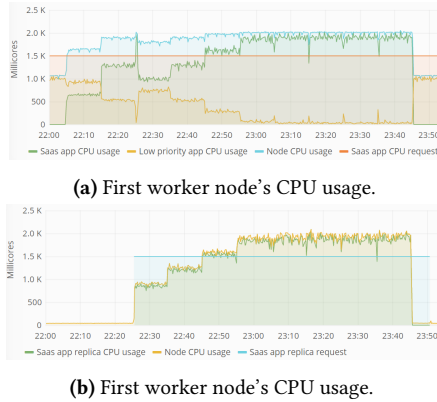 2.5 K
2.0 K
1.5 K
1.0 K
500
0
Millicores
22:00 22:10 22:20 22:30 22:40 22:50 23:00 23:10 23:20 23:30 23:40 23:50
Saas app CPU usage Low priority app CPU usage Node CPU usage Saas app CPU request
(a) First worker node's CPU usage.
2.5 K
2.0 K
1.5 K
1.0 K
500
0
Millicores
22:00 22:10 22:20 22:30 22:40 22:50 23:00 23:10 23:20 23:30 23:40 23:50
Saas app replica CPU usage Node CPU usage Saas app replica request
(b) First worker node's CPU usage.